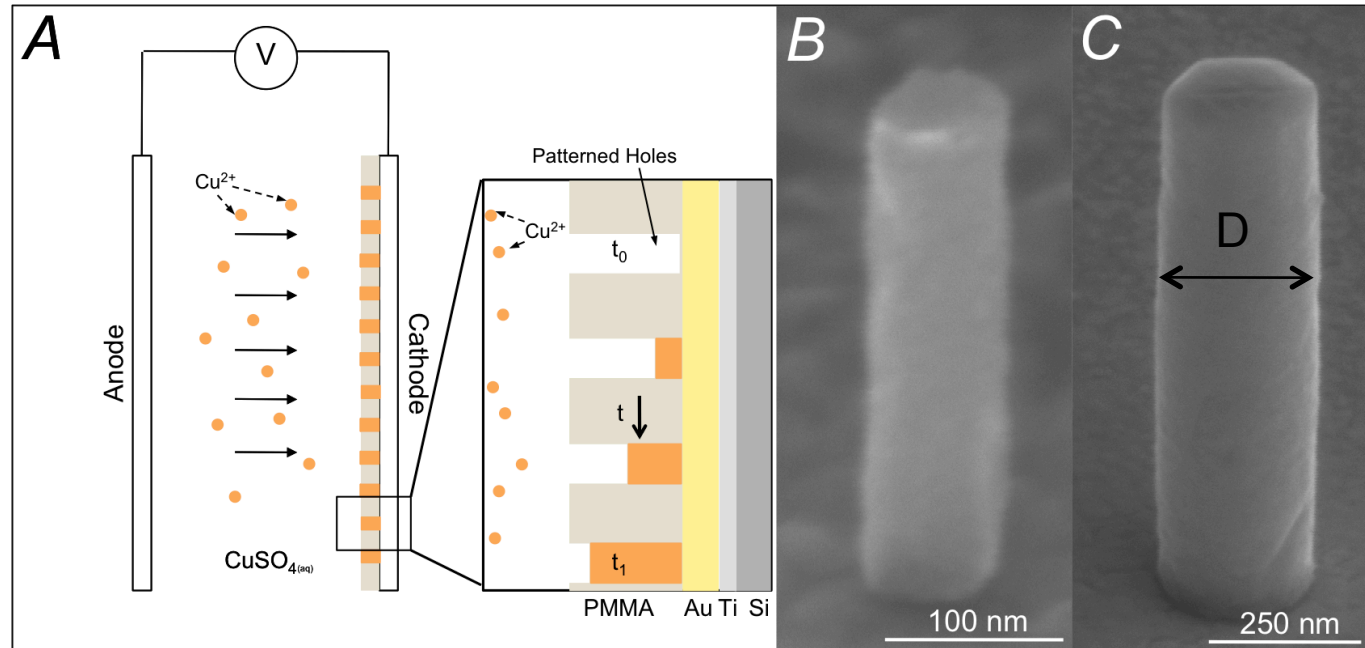 A
V
Cu2+
Anode
Cathode
CuSO4(aq)
Patterned Holes
Cu2+
t0
t
t1
PMMA Au Ti Si
B
100 nm
C
D
250 nm